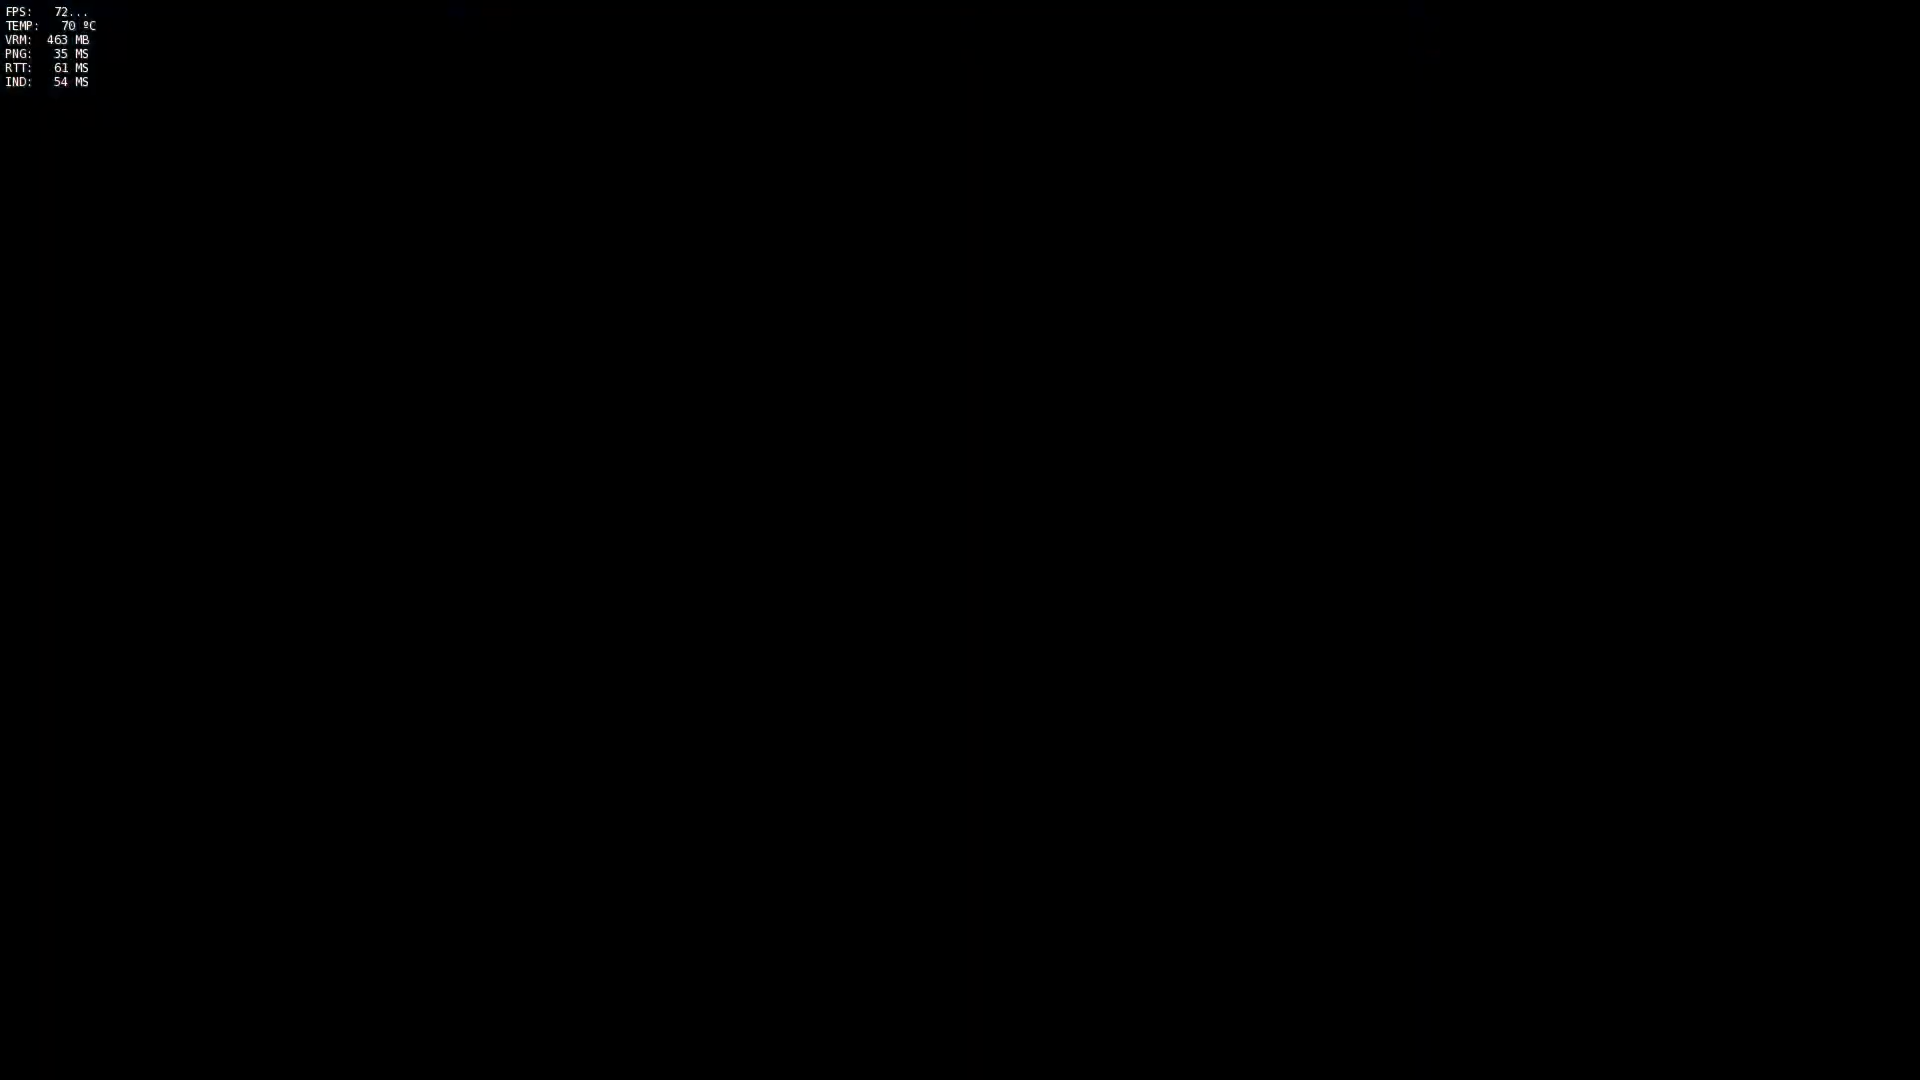 FPS:   72...
TEMP:   70 ºC
VRM:  463 MB
PNG:   35 MS
RTT:   61 MS
IND:   54 MS